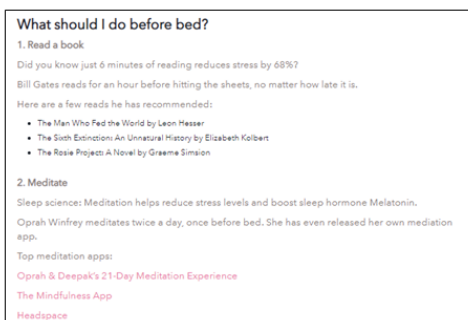 What should I do before bed?
1. Read a book
Did you know just 6 minutes of reading reduces stress by 68%?
Bill Gates reads for an hour before hitting the sheets, no matter how late it is.
Here are a few reads he has recommended:
• The Man Who Fed the World by Leon Hesser
• The Sixth Extinction: An Unnatural History by Elizabeth Kolbert
• The Rosie Project: A Novel by Graeme Simsion
2. Meditate
Sleep science: Meditation helps reduce stress levels and boost sleep hormone Melatonin.
Oprah Winfrey meditates twice a day, once before bed. She has even released her own mediation
app.
Top meditation apps:
Oprah & Deepak's 21-Day Meditation Experience
The Mindfulness App
Headspace